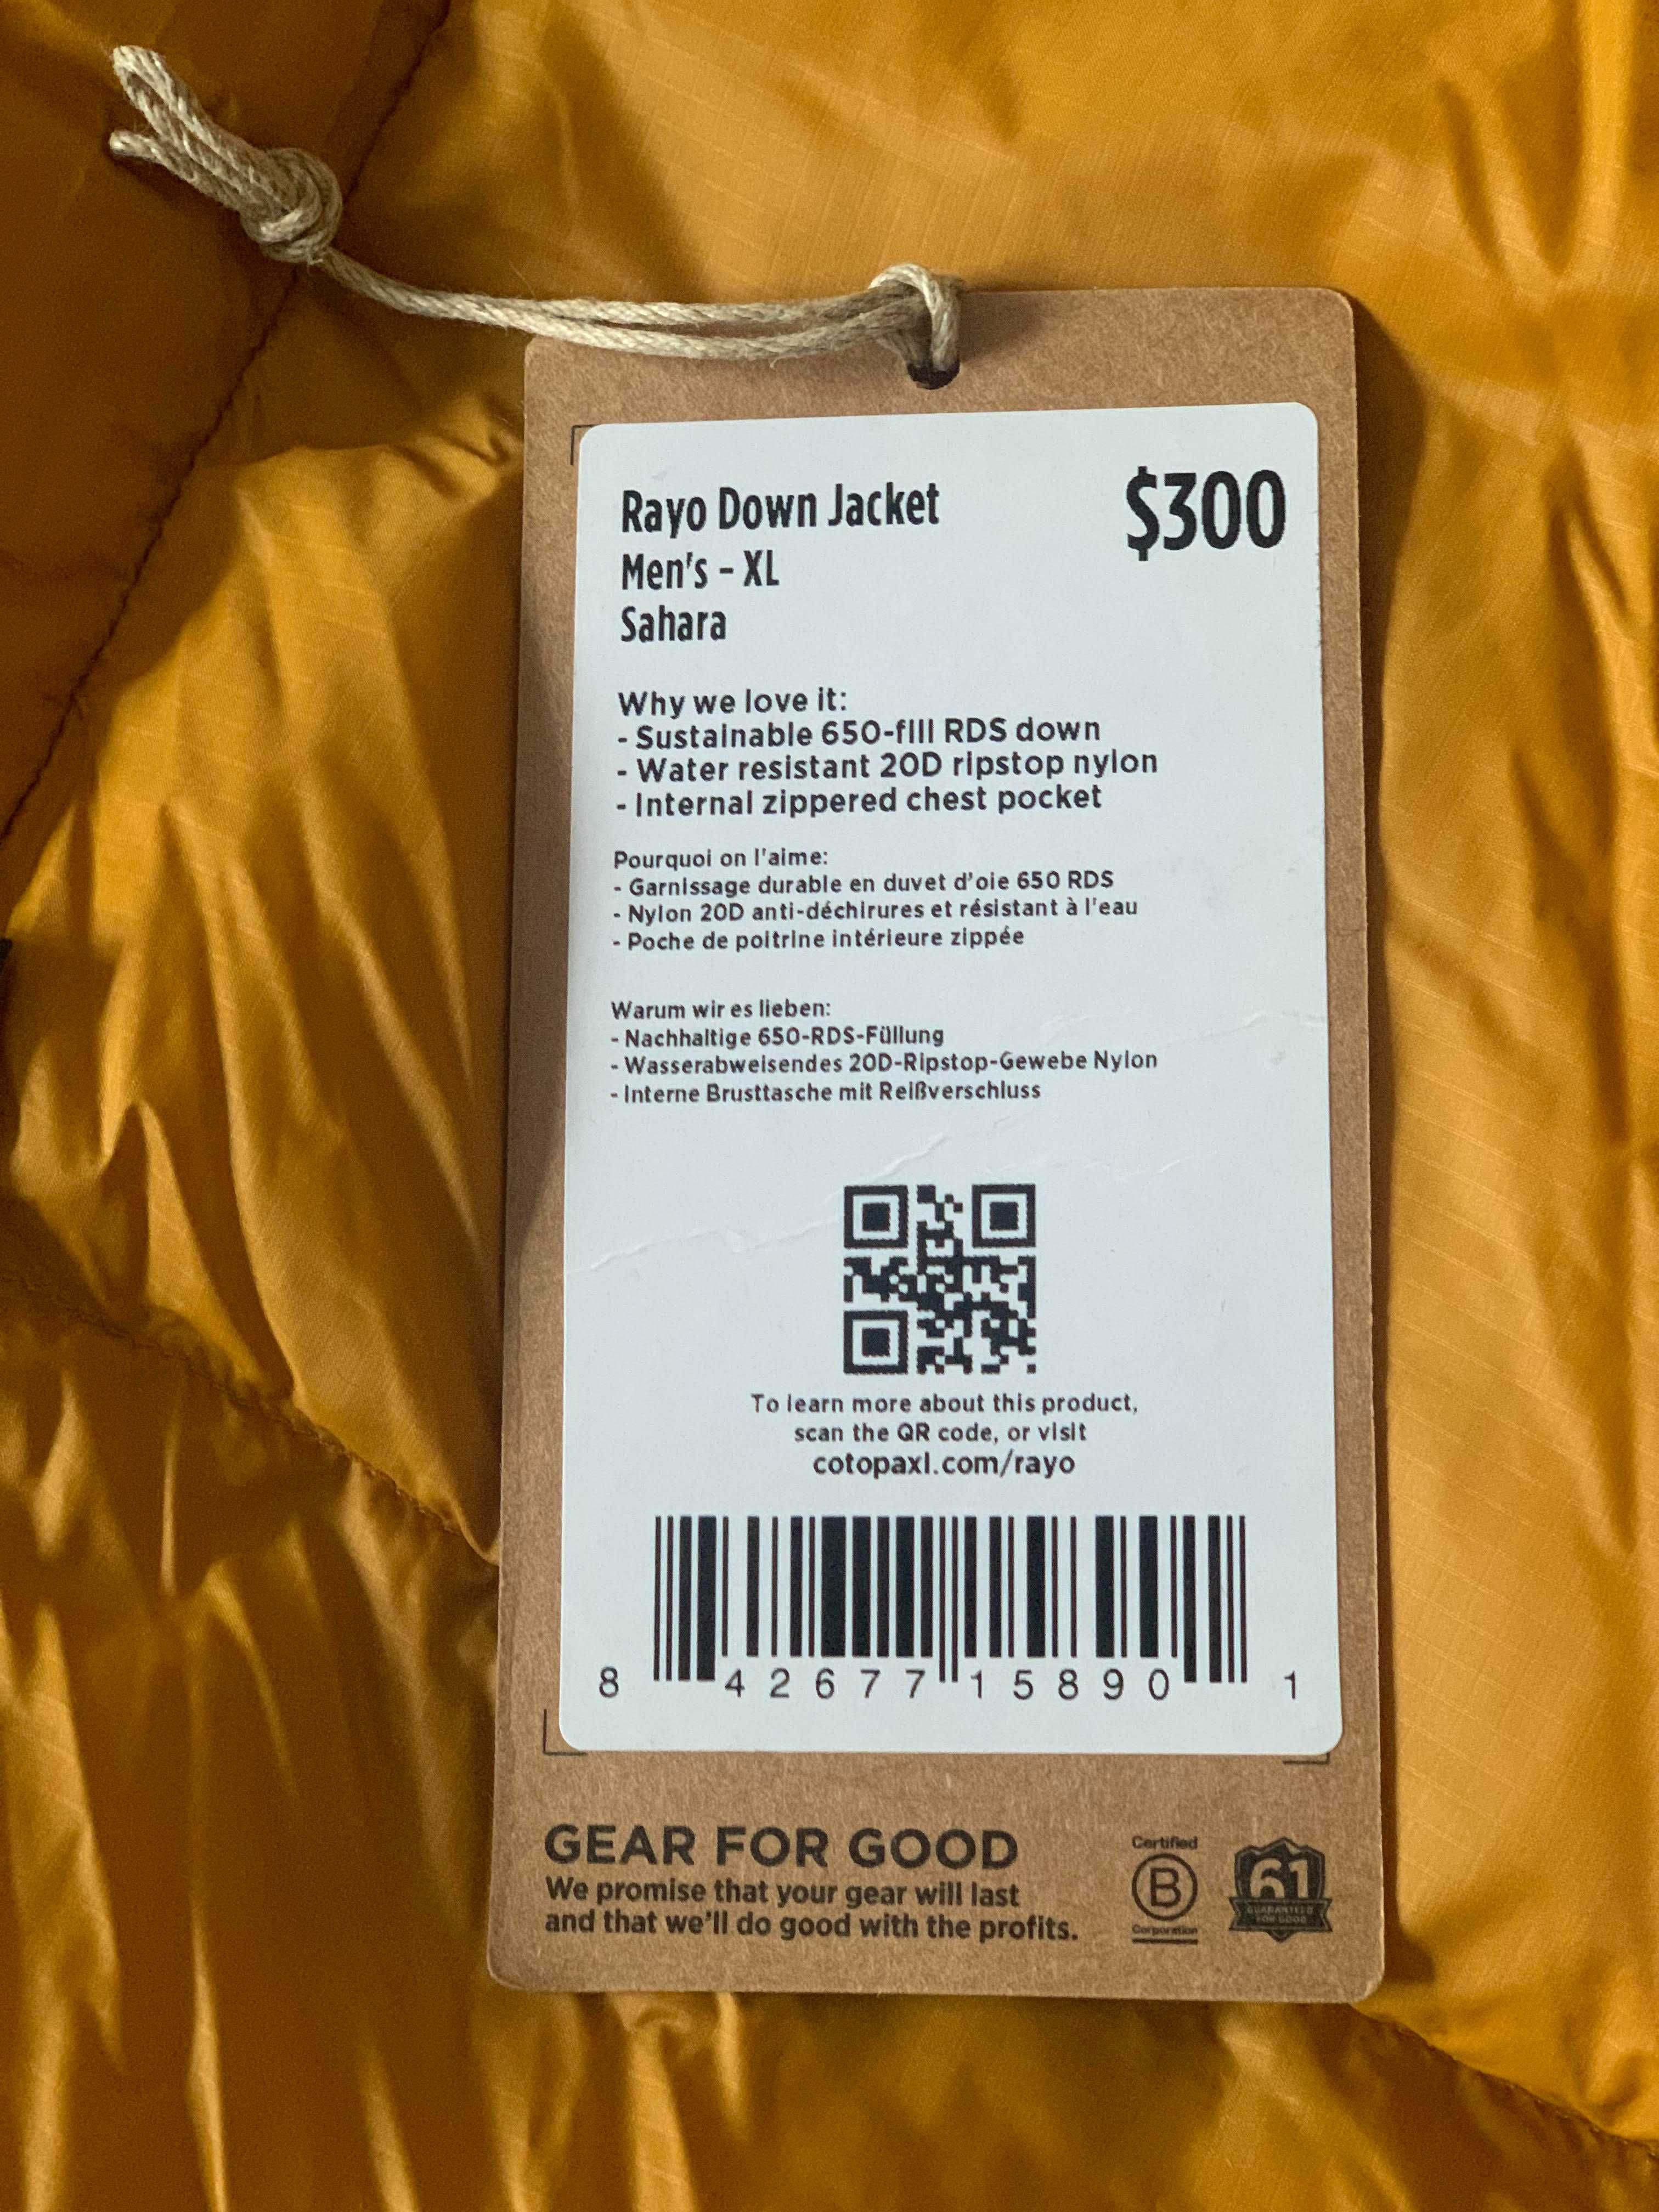 Rayo Down Jacket
$300
Men's - XL
Sahara
Why we love it:
- Sustainable 650-fill RDS down
- Water resistant 20D ripstop nylon
- Internal zippered chest pocket
Pourquoi on l'aime:
- Garnissage durable en duvet d'oie 650 RDS
- Nylon 20D anti-déchirures et résistant à l'eau
- Poche de poitrine intérieure zippée
Warum wir es lieben:
- Nachhaltige 650-RDS-Füllung
- Wasserabweisendes 20D-Ripstop-Gewebe Nylon
- Interne Brusttasche mit Reißverschluss
To learn more about this product,
scan the QR code, or visit
cotopaxi.com/rayo
8 42677 15890 1
GEAR FOR GOOD
We promise that your gear will last
and that we'll do good with the profits.
Certified
B
Corporation
61
GUARANTEED
FOR GOOD